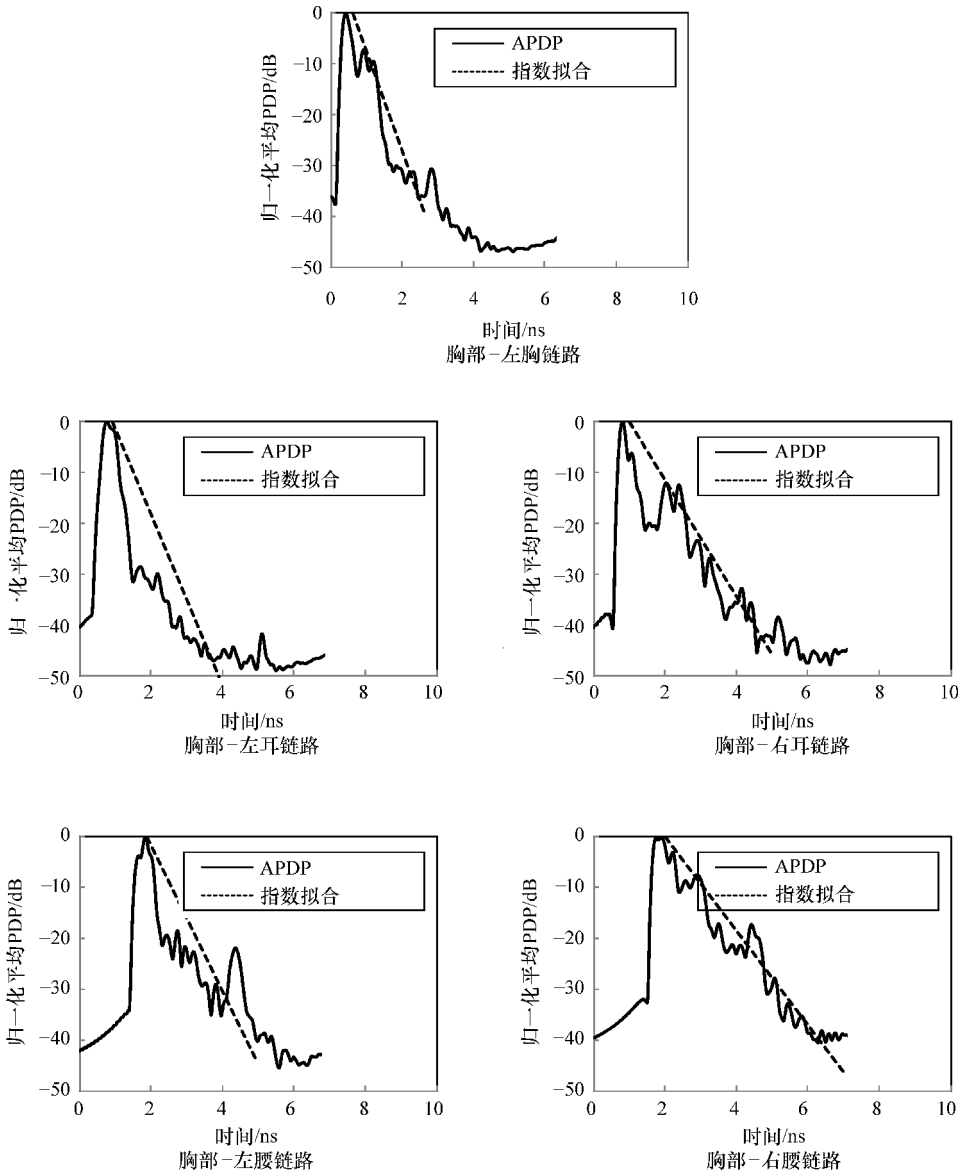 0
−10
−20
−30
−40
−50
归一化平均PDP/dB
APDP
指数拟合
0 2 4 6 8 10
时间/ns
胸部−左胸链路
0
−10
−20
−30
−40
−50
归一化平均PDP/dB
APDP
指数拟合
0 2 4 6 8 10
时间/ns
胸部−左耳链路
0
−10
−20
−30
−40
−50
归一化平均PDP/dB
APDP
指数拟合
0 2 4 6 8 10
时间/ns
胸部−右耳链路
0
−10
−20
−30
−40
−50
归一化平均PDP/dB
APDP
指数拟合
0 2 4 6 8 10
时间/ns
胸部−左腰链路
0
−10
−20
−30
−40
−50
归一化平均PDP/dB
APDP
指数拟合
0 2 4 6 8 10
时间/ns
胸部−右腰链路